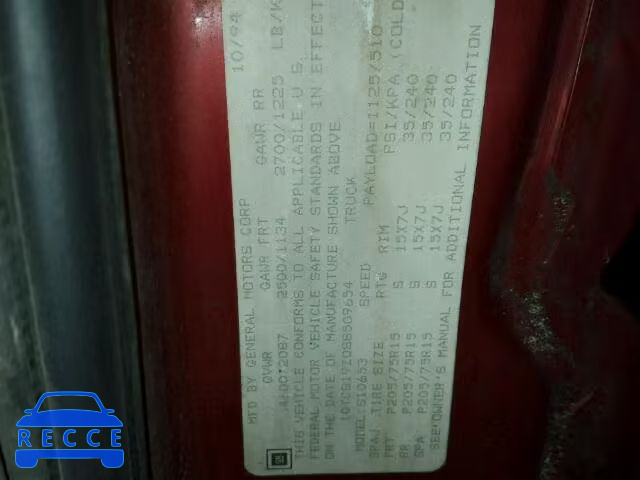 MFD BY GENERAL MOTORS CORP 10/94
GVWR GAWR FRT GAWR RR
2087 2500/1134 2700/1225 LB/K
THIS VEHICLE CONFORMS TO ALL APPLICABLE U.S.
FEDERAL MOTOR VEHICLE SAFETY STANDARDS IN EFFECT
ON THE DATE OF MANUFACTURE SHOWN ABOVE.
TRUCK
MODEL: S10653 PAYLOAD=1125/510
SPAJ TIRE SIZE SPEED RTG RIM PSI/KPA (COLD
FRT P205/75R15 S 15X7J 35/240
RR P205/75R15 S 15X7J 35/240
SPA P205/75R15 S 15X7J 35/240
SEE OWNER'S MANUAL FOR ADDITIONAL INFORMATION
GM
RECCE